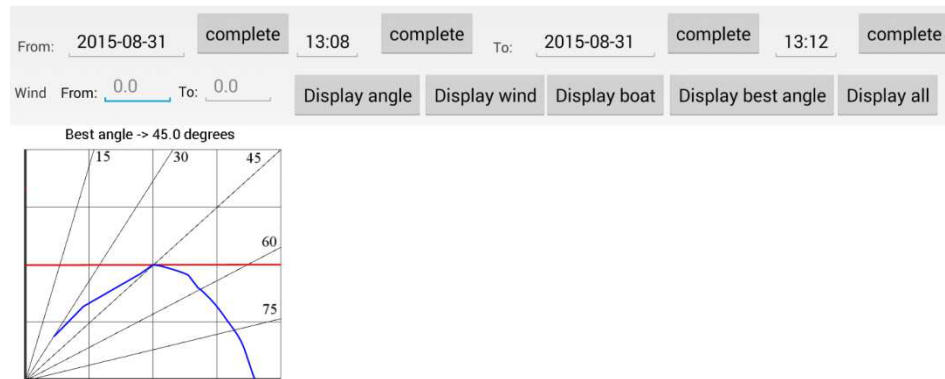 From: 2015-08-31 complete 13:08 complete To: 2015-08-31 complete 13:12 complete
Wind From: 0.0 To: 0.0 Display angle Display wind Display boat Display best angle Display all
Best angle -> 45.0 degrees
15 30 45
60
75